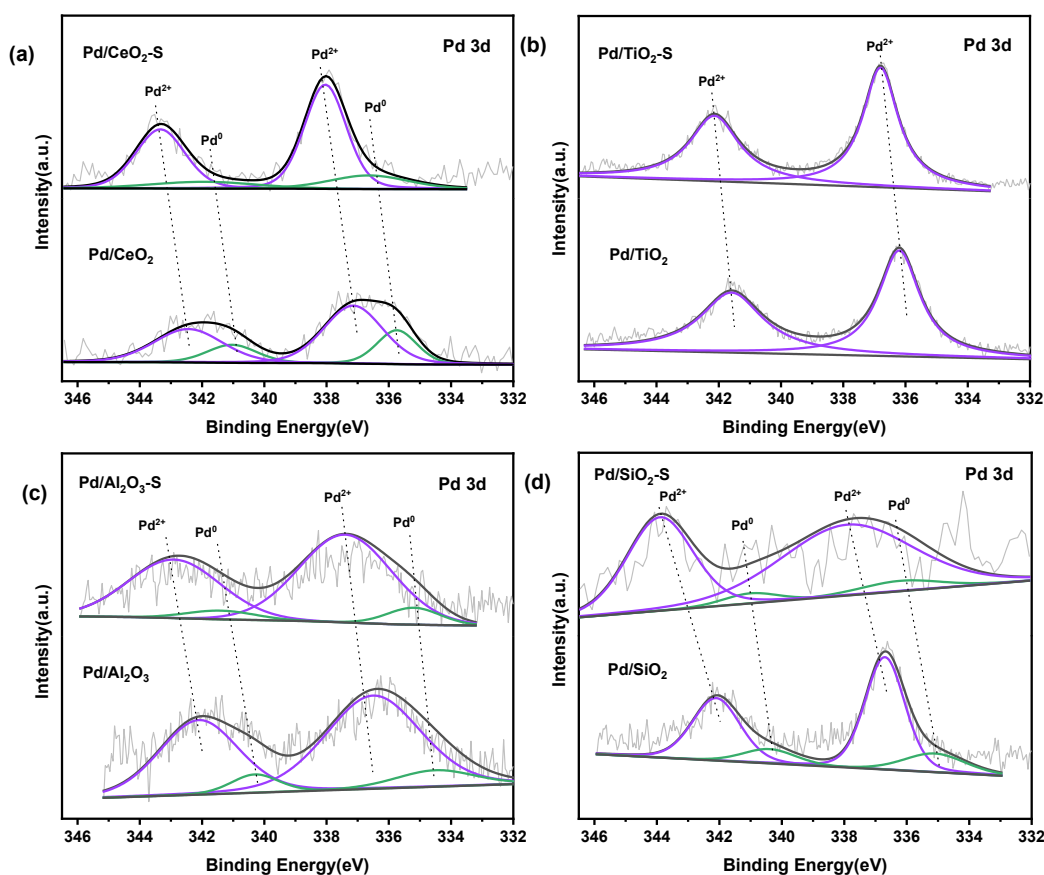 (a)
Pd/CeO₂-S
Pd 3d
Pd²⁺
Pd⁰
Pd²⁺
Pd⁰
Pd/CeO₂
Intensity(a.u.)
346 344 342 340 338 336 334 332
Binding Energy(eV)
(b)
Pd/TiO₂-S
Pd 3d
Pd²⁺
Pd²⁺
Pd/TiO₂
Intensity(a.u.)
346 344 342 340 338 336 334 332
Binding Energy(eV)
(c)
Pd/Al₂O₃-S
Pd 3d
Pd²⁺
Pd⁰
Pd²⁺
Pd⁰
Pd/Al₂O₃
Intensity(a.u.)
346 344 342 340 338 336 334 332
Binding Energy(eV)
(d)
Pd/SiO₂-S
Pd 3d
Pd²⁺
Pd⁰
Pd²⁺
Pd⁰
Pd/SiO₂
Intensity(a.u.)
346 344 342 340 338 336 334 332
Binding Energy(eV)